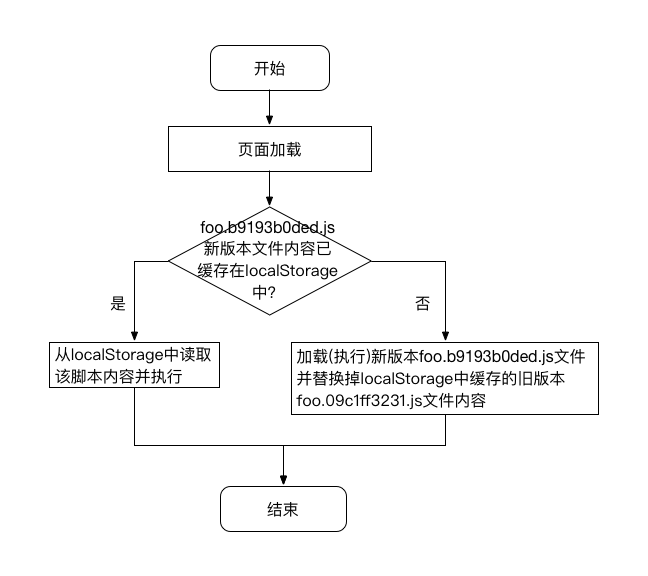 开始
页面加载
foo.b9193b0ded.js
新版本文件内容已
缓存在localStorage
中?
是
否
从localStorage中读取
该脚本内容并执行
加载(执行)新版本foo.b9193b0ded.js文件
并替换掉localStorage中缓存的旧版本
foo.09c1ff3231.js文件内容
结束